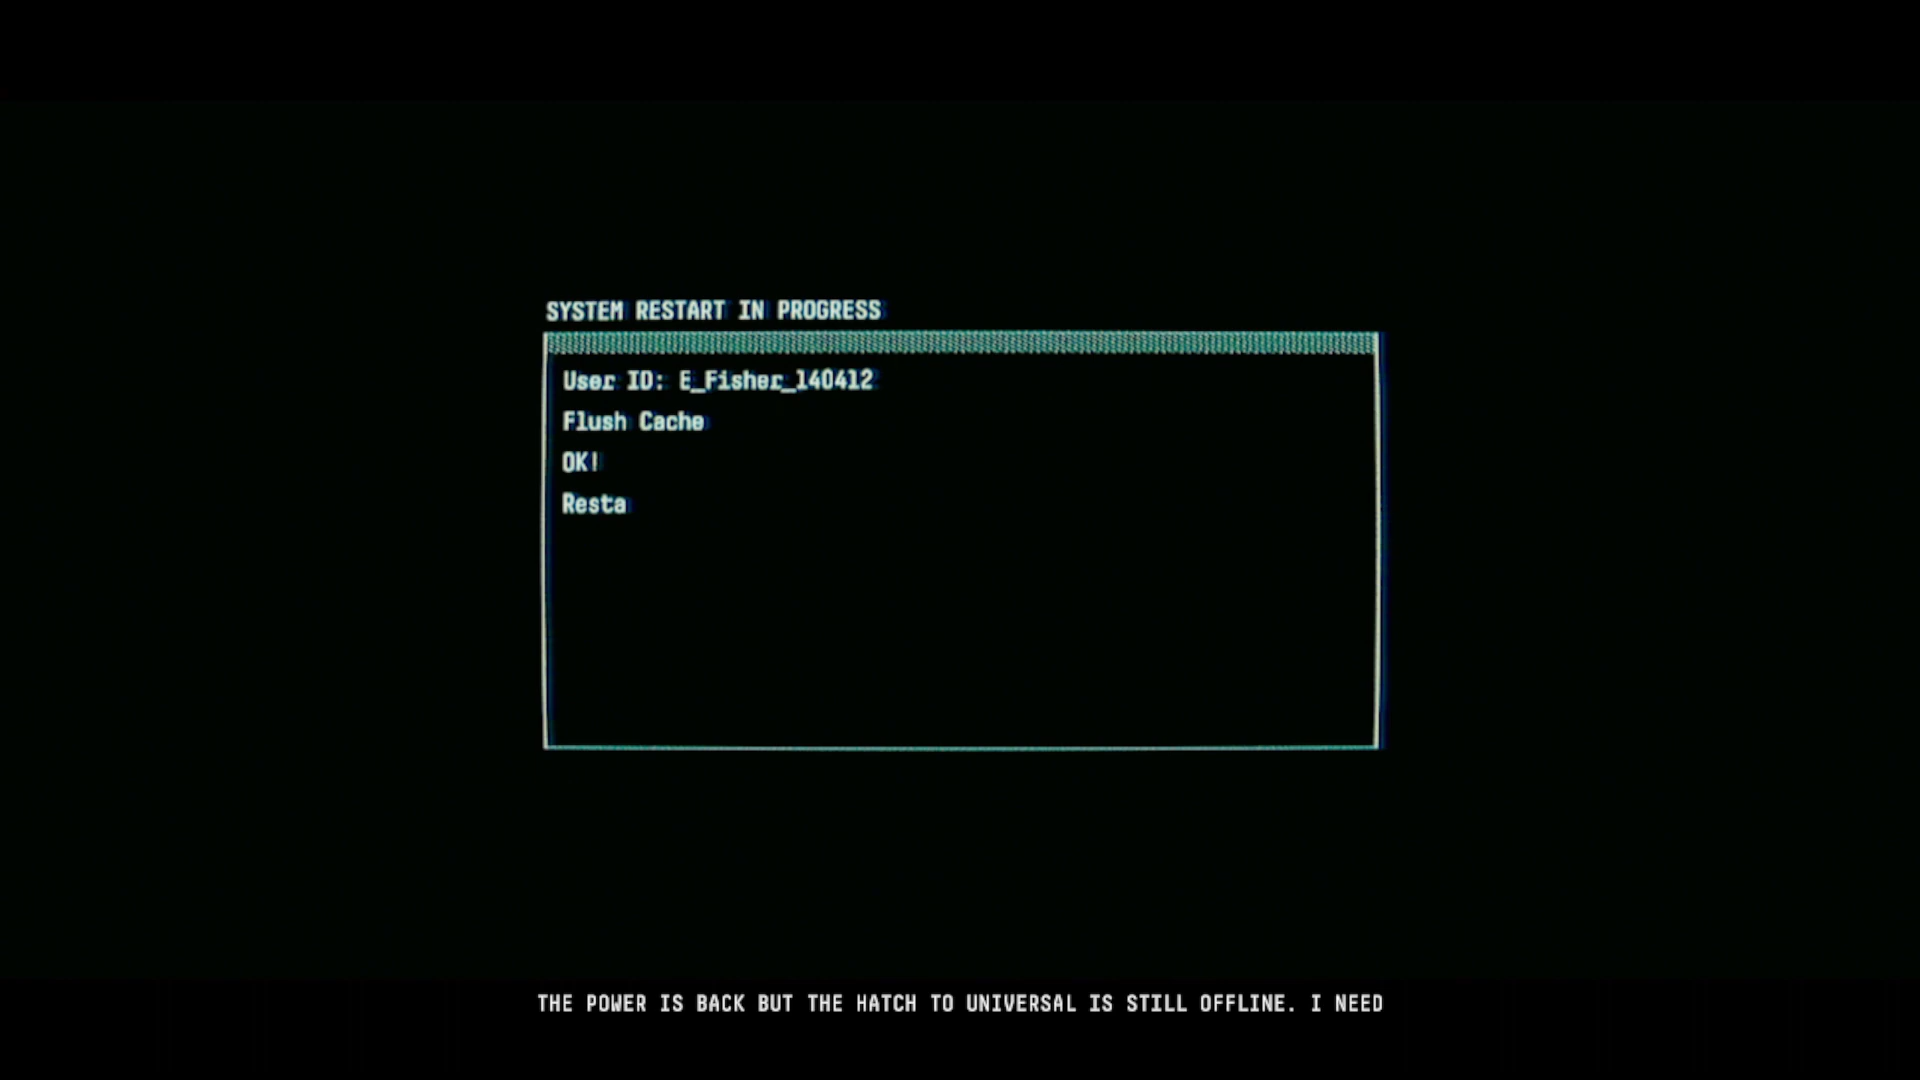 SYSTEM RESTART IN PROGRESS
User ID: E_Fisher_140412
Flush Cache
OK!
Resta
THE POWER IS BACK BUT THE HATCH TO UNIVERSAL IS STILL OFFLINE. I NEED